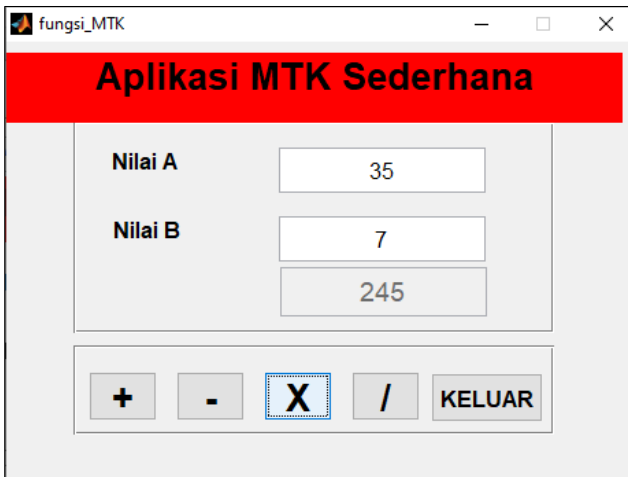 fungsi_MTK
Aplikasi MTK Sederhana
Nilai A 35
Nilai B 7
245
+ - X / KELUAR